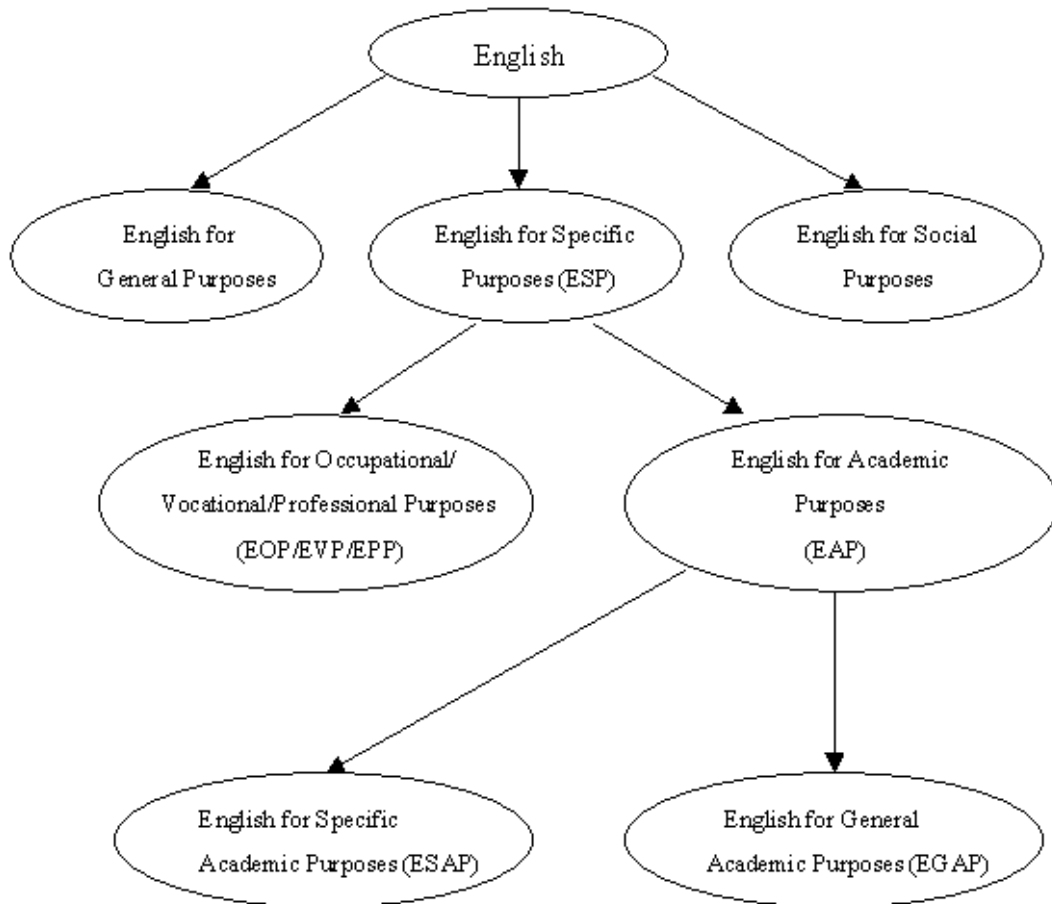 English
English for
General Purposes
English for Specific
Purposes (ESP)
English for Social
Purposes
English for Occupational/
Vocational/Professional Purposes
(EOP/EVP/EPP)
English for Academic
Purposes
(EAP)
English for Specific
Academic Purposes (ESAP)
English for General
Academic Purposes (EGAP)